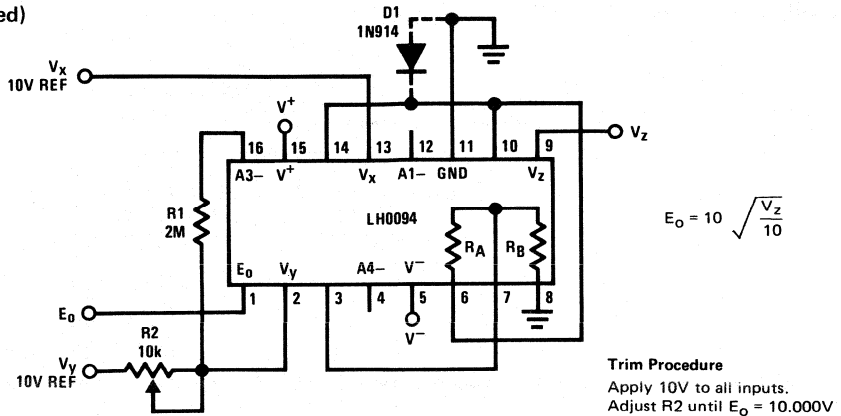 ed)
D1
1N914
Vx
10V REF
V+
16 15 14 13 12 11 10 9
Vz
A3– V+ Vx A1– GND Vz
R1
2M
LH0094
RA RB
Eo = 10 √(Vz/10)
Eo Vy A4– V–
1 2 3 4 5 6 7 8
Eo
V–
R2
10k
Vy
10V REF
Trim Procedure
Apply 10V to all inputs.
Adjust R2 until Eo = 10.000V